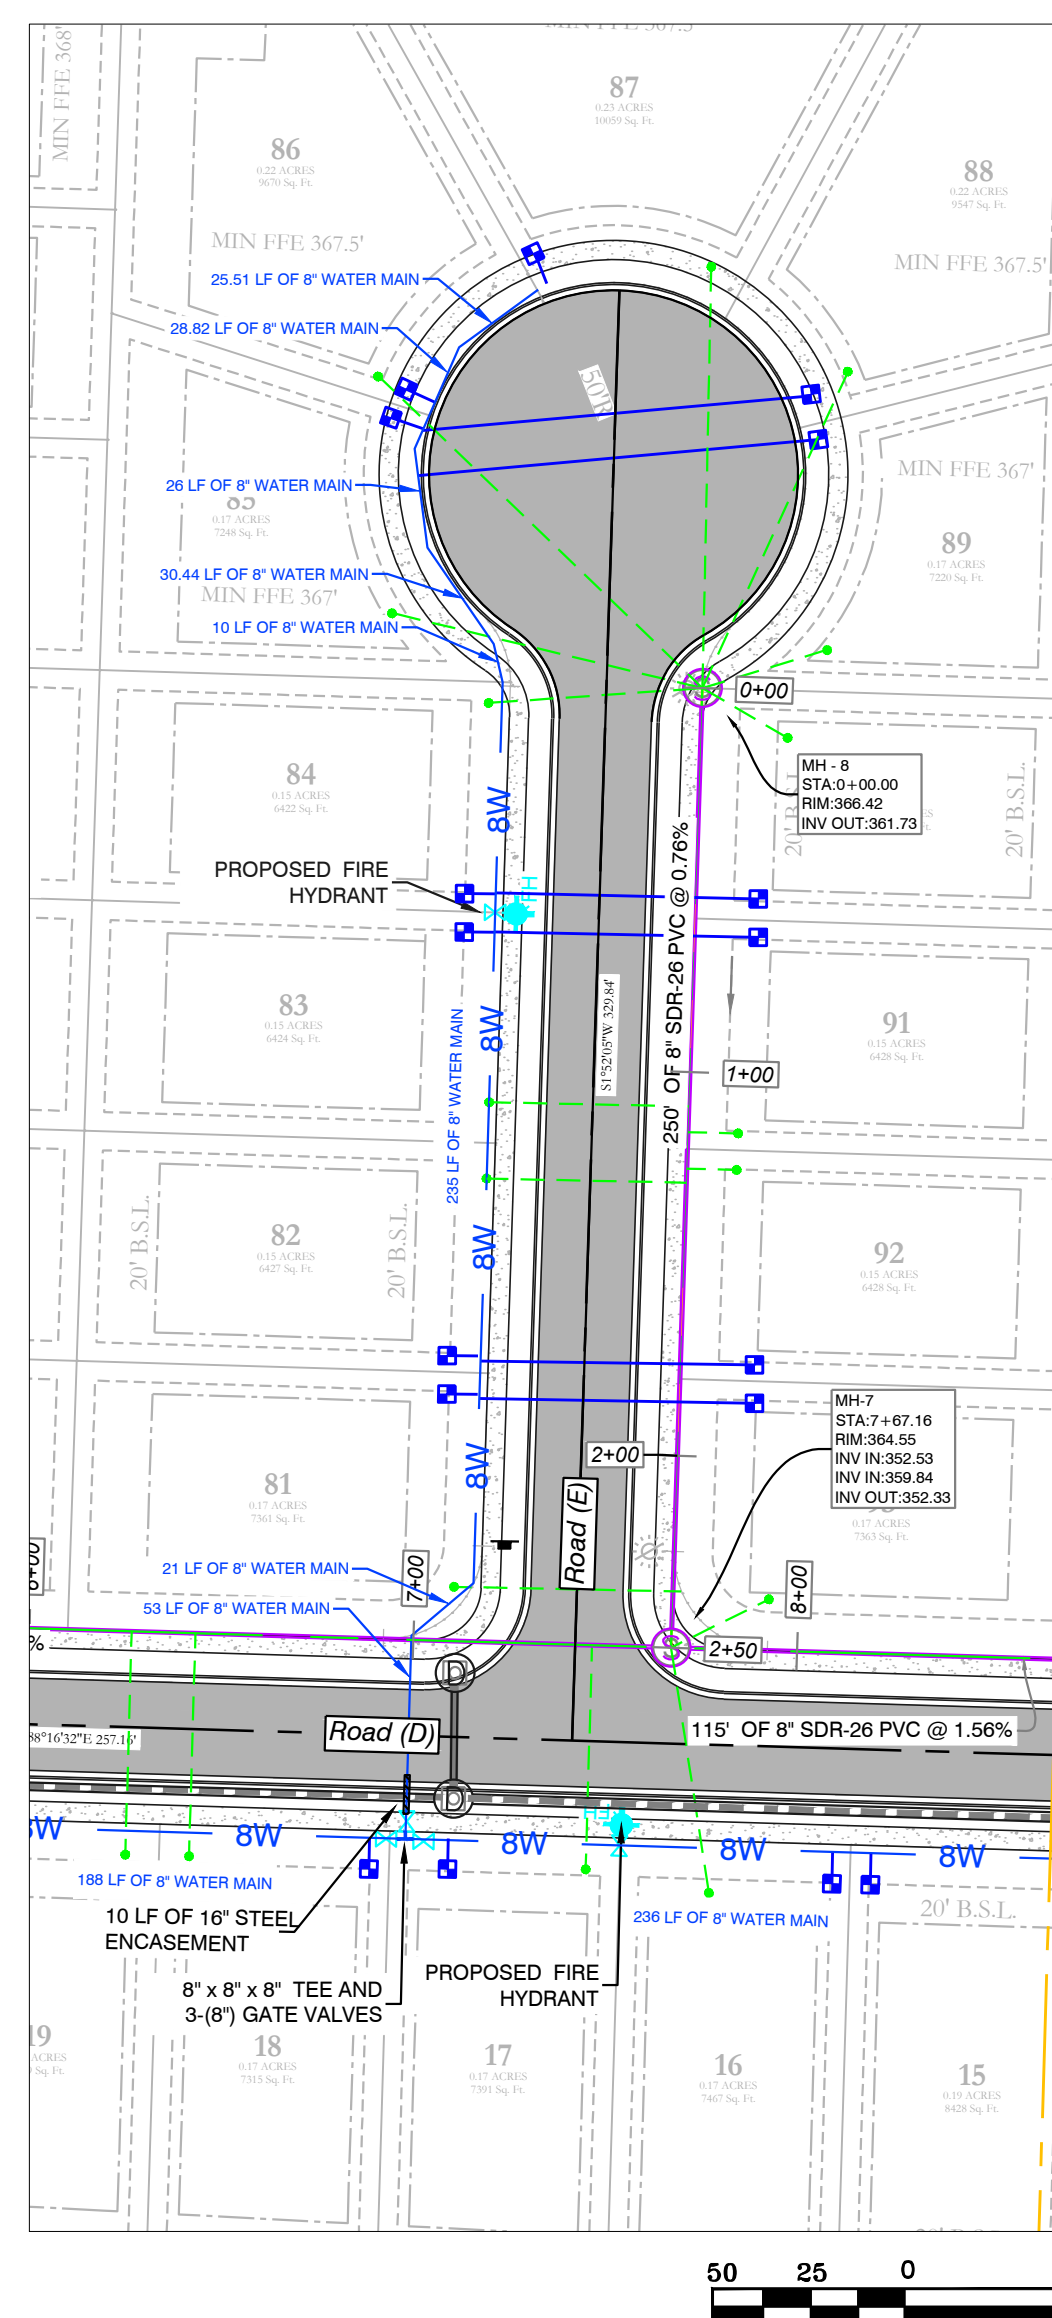 MIN FFE 368'
87
0.23 ACRES
10059 Sq. Ft.
86
0.22 ACRES
9670 Sq. Ft.
88
0.22 ACRES
9547 Sq. Ft.
MIN FFE 367.5'
MIN FFE 367.5'
25.51 LF OF 8" WATER MAIN
28.82 LF OF 8" WATER MAIN
50'R
MIN FFE 367'
26 LF OF 8" WATER MAIN
85
0.17 ACRES
7248 Sq. Ft.
89
0.17 ACRES
7220 Sq. Ft.
30.44 LF OF 8" WATER MAIN
MIN FFE 367'
10 LF OF 8" WATER MAIN
S
0+00
MH - 8
STA:0+00.00
RIM:366.42
INV OUT:361.73
84
0.15 ACRES
6422 Sq. Ft.
20' B.S.L.
20' B.S.L.
8W
250' OF 8" SDR-26 PVC @ 0.76%
PROPOSED FIRE
HYDRANT
FH
83
0.15 ACRES
6424 Sq. Ft.
91
0.15 ACRES
6428 Sq. Ft.
S1°52'05"W 329.84'
8W
235 LF OF 8" WATER MAIN
1+00
82
0.15 ACRES
6427 Sq. Ft.
20' B.S.L.
20' B.S.L.
8W
92
0.15 ACRES
6428 Sq. Ft.
MH-7
STA:7+67.16
RIM:364.55
INV IN:352.53
INV IN:359.84
INV OUT:352.33
2+00
8W
81
0.17 ACRES
7361 Sq. Ft.
0.17 ACRES
7363 Sq. Ft.
Road (E)
21 LF OF 8" WATER MAIN
7+00
8+00
53 LF OF 8" WATER MAIN
%
S
2+50
D
Road (D)
115' OF 8" SDR-26 PVC @ 1.56%
88°16'32"E 257.16'
D
FH
8W
8W
8W
8W
8W
188 LF OF 8" WATER MAIN
236 LF OF 8" WATER MAIN
20' B.S.L.
10 LF OF 16" STEEL
ENCASEMENT
PROPOSED FIRE
HYDRANT
8" x 8" x 8" TEE AND
3-(8") GATE VALVES
19
ACRES
Sq. Ft.
18
0.17 ACRES
7315 Sq. Ft.
17
0.17 ACRES
7391 Sq. Ft.
16
0.17 ACRES
7467 Sq. Ft.
15
0.19 ACRES
8428 Sq. Ft.
50 25 0